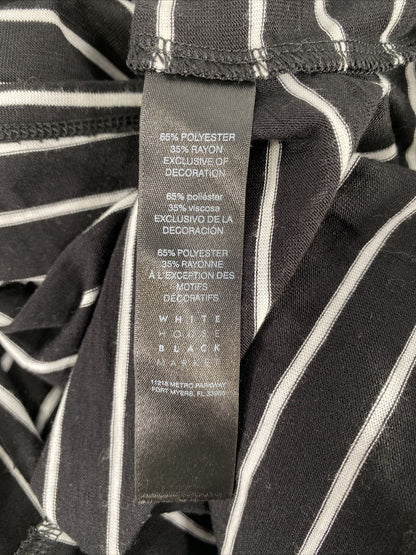 65% POLYESTER
35% RAYON
EXCLUSIVE OF
DECORATION
65% poliéster
35% viscosa
EXCLUSIVO DE LA
DECORACIÓN
65% POLYESTER
35% RAYONNE
À L'EXCEPTION DES
MOTIFS
DÉCORATIFS
WHITE
HOUSE
BLACK
MARKET
11215 METRO PARKWAY
FORT MYERS, FL 33966